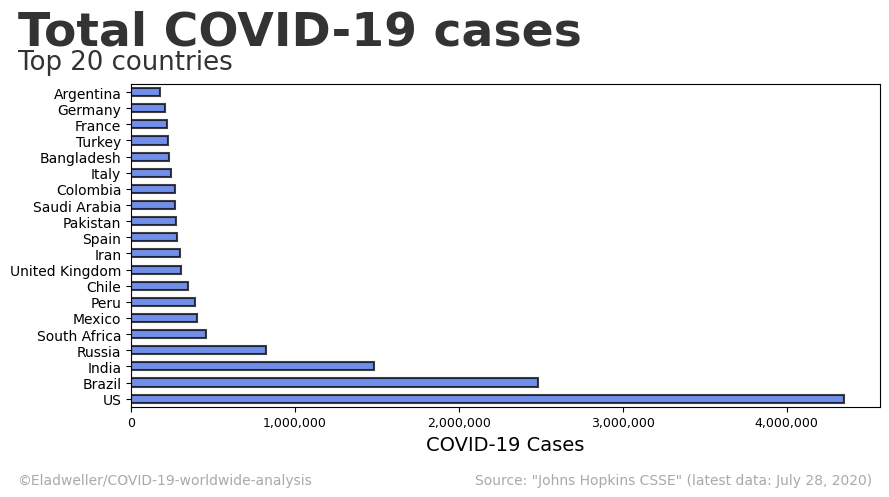 Total COVID-19 cases
Top 20 countries
Argentina
Germany
France
Turkey
Bangladesh
Italy
Colombia
Saudi Arabia
Pakistan
Spain
Iran
United Kingdom
Chile
Peru
Mexico
South Africa
Russia
India
Brazil
US
0 1,000,000 2,000,000 3,000,000 4,000,000
COVID-19 Cases
©Eladweller/COVID-19-worldwide-analysis Source: "Johns Hopkins CSSE" (latest data: July 28, 2020)